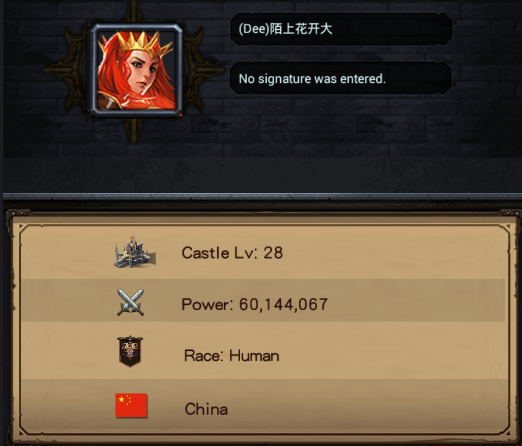 (Dee)陌上花开大
No signature was entered.
Castle Lv: 28
Power: 60,144,067
Race: Human
China